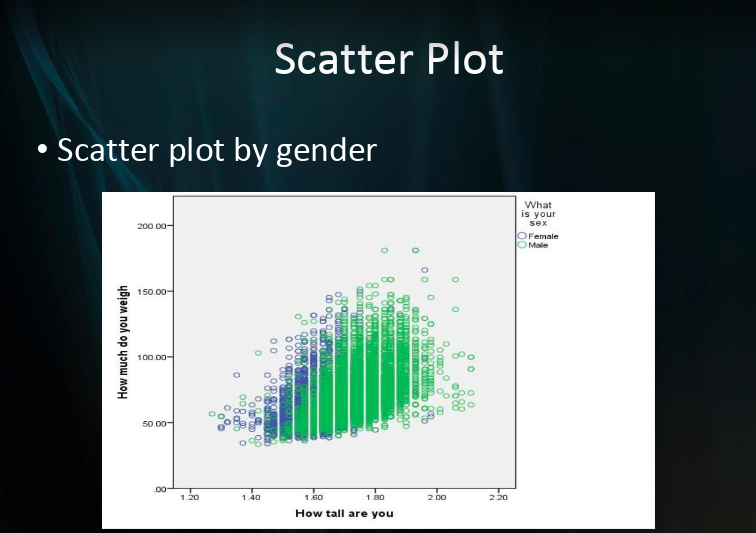 Scatter Plot
• Scatter plot by gender
What
is your
sex
Female
Male
200.00
150.00
100.00
50.00
.00
How much do you weigh
1.20 1.40 1.60 1.80 2.00 2.20
How tall are you